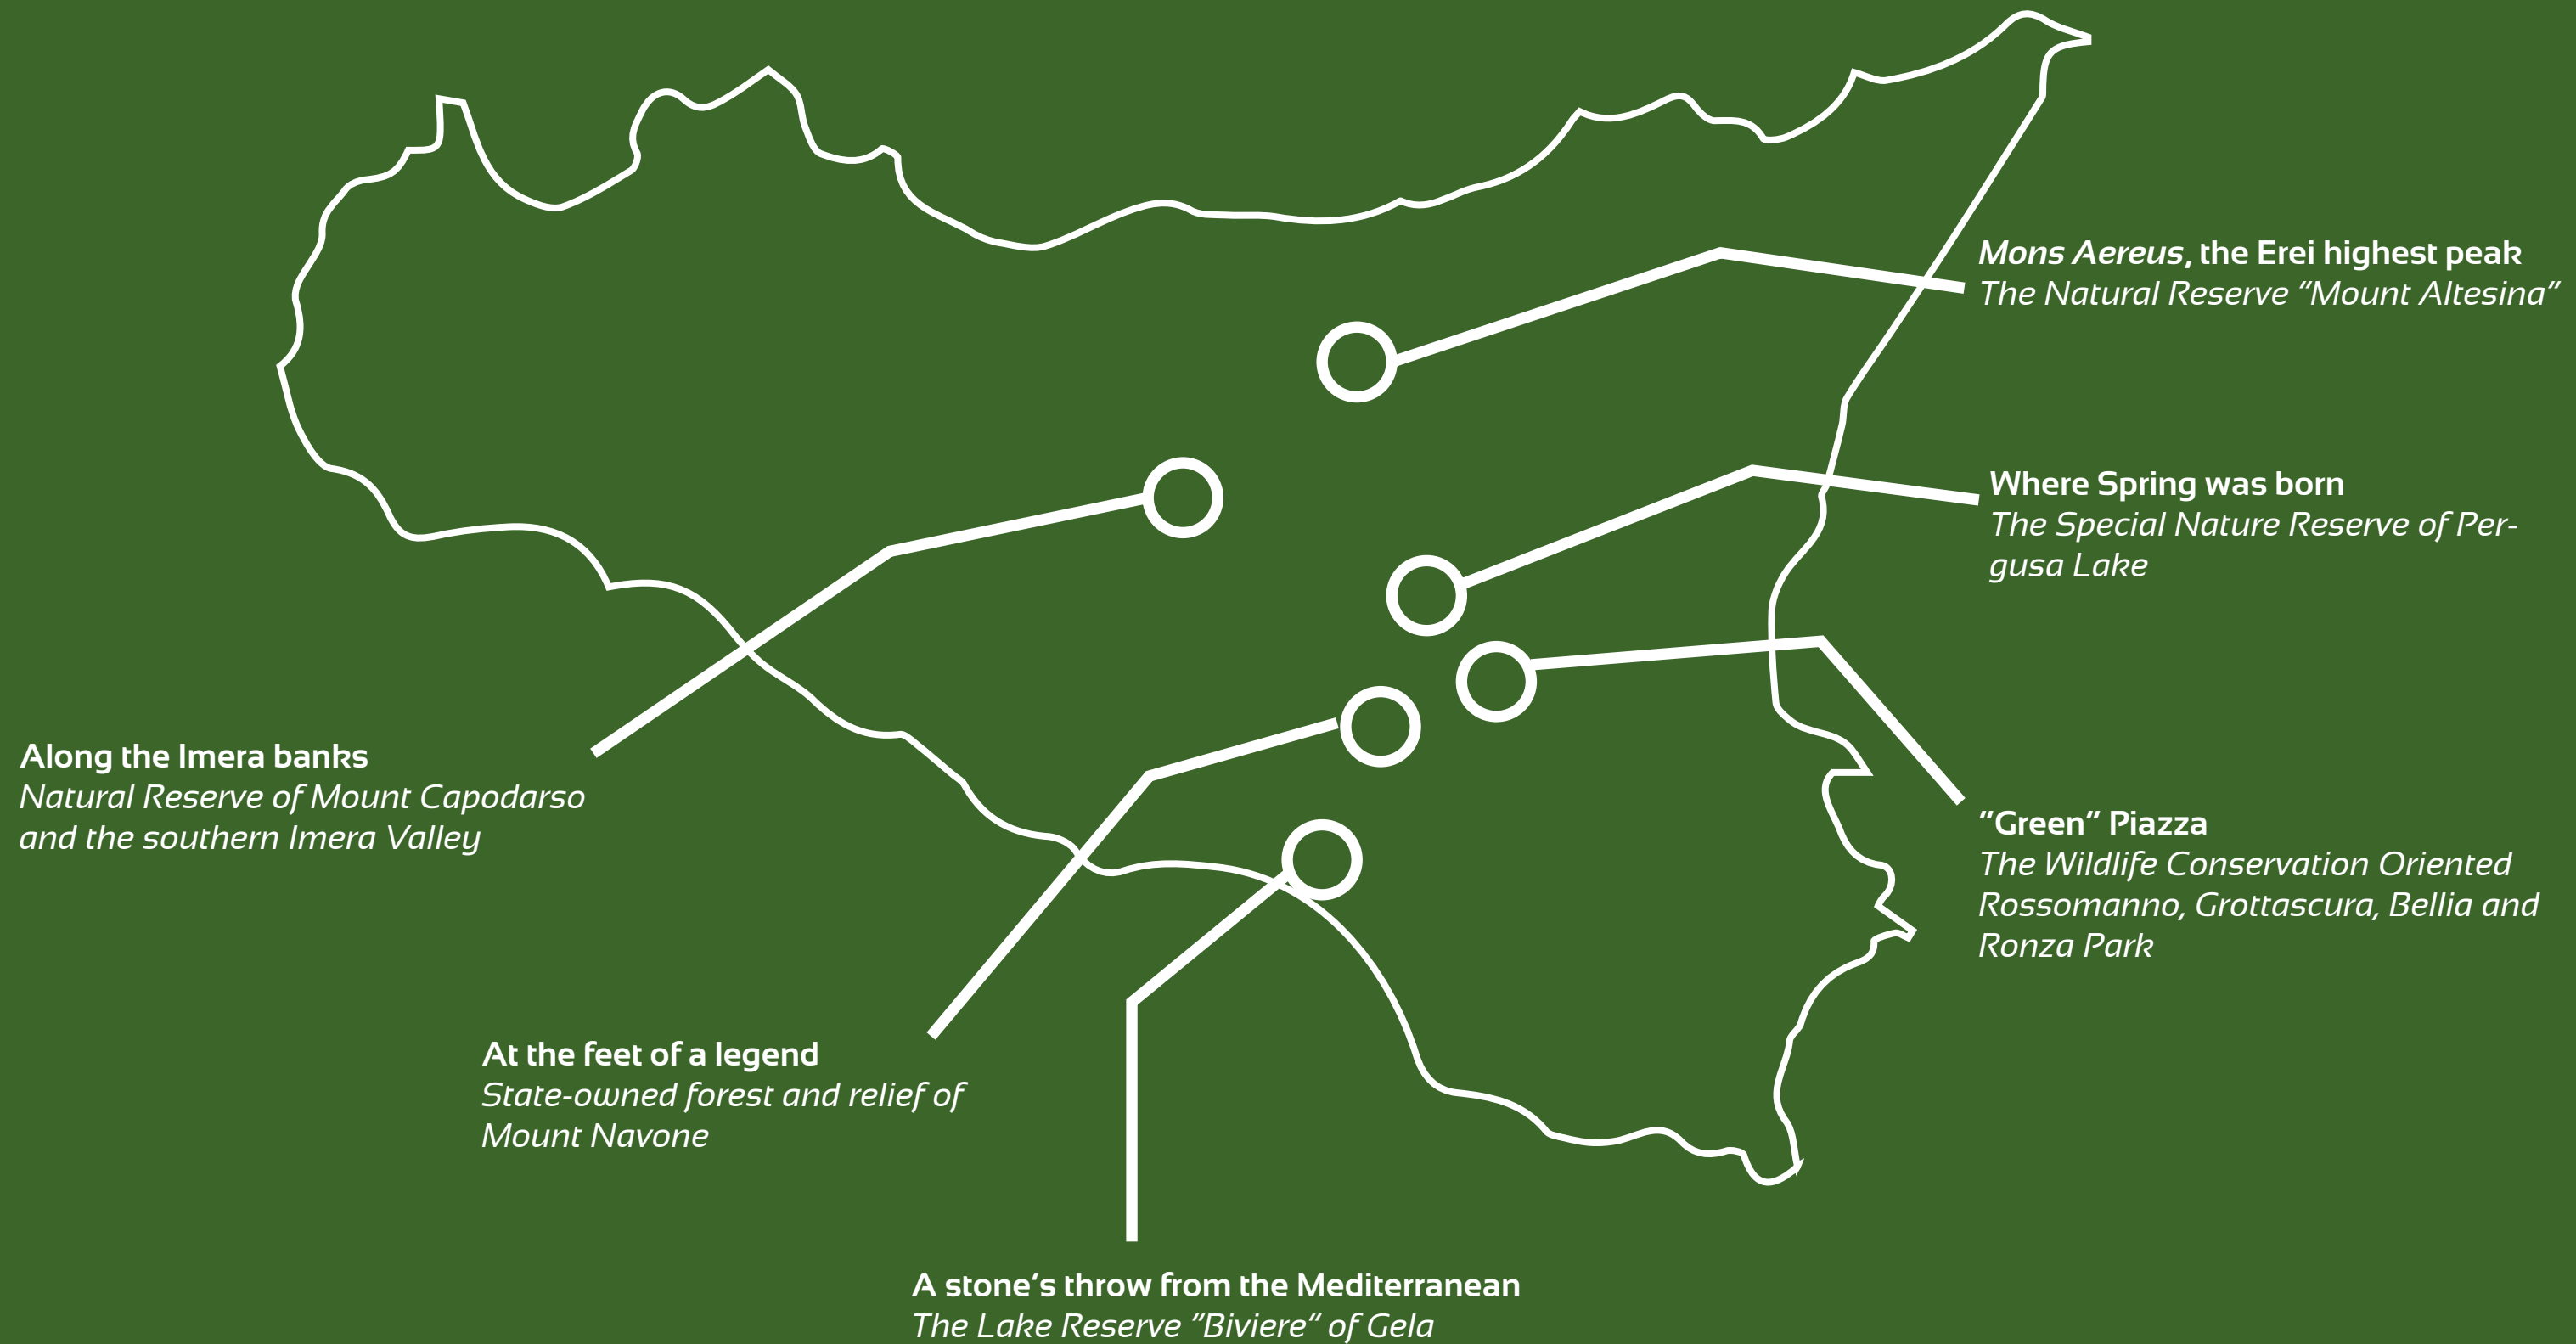 Mons Aereus, the Erei highest peak
The Natural Reserve “Mount Altesina”
Where Spring was born
The Special Nature Reserve of Per-
gusa Lake
Along the Imera banks
Natural Reserve of Mount Capodarso
and the southern Imera Valley
“Green” Piazza
The Wildlife Conservation Oriented
Rossomanno, Grottascura, Bellia and
Ronza Park
At the feet of a legend
State-owned forest and relief of
Mount Navone
A stone’s throw from the Mediterranean
The Lake Reserve “Biviere” of Gela